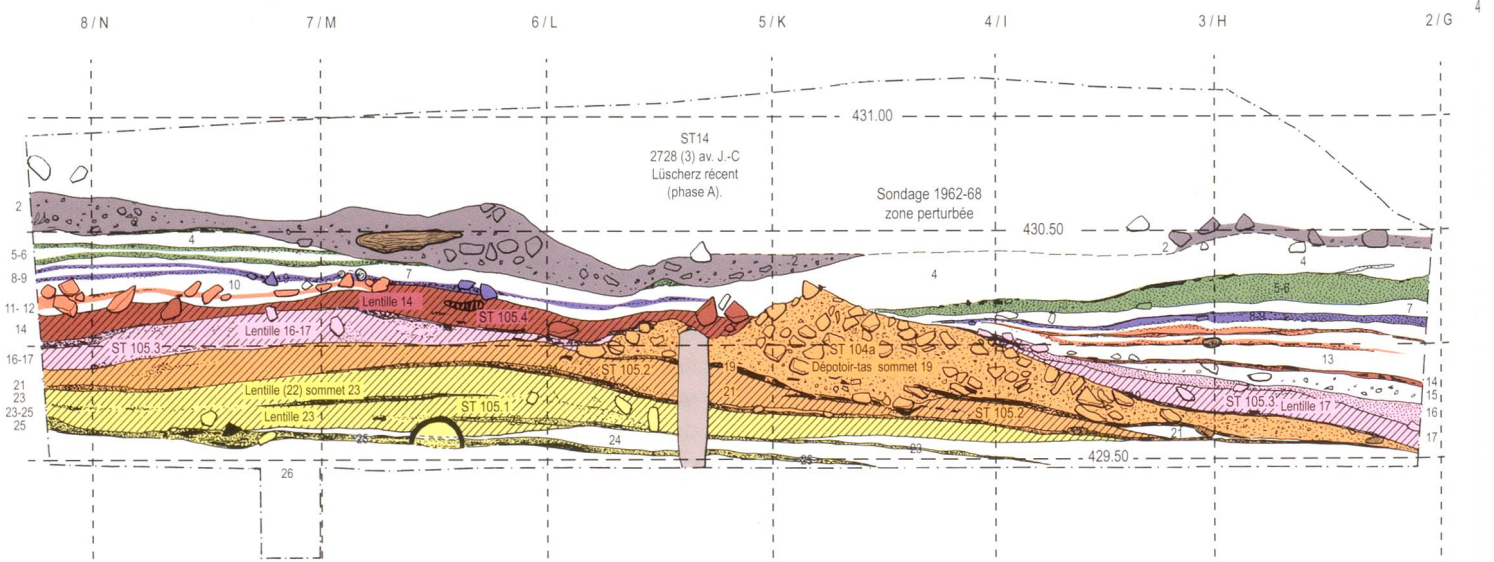 4
8 / N
7 / M
6 / L
5 / K
4 / I
3 / H
2 / G
431.00
ST14
2728 (3) av. J.-C
Lüscherz récent
(phase A).
Sondage 1962-68
zone perturbée
430.50
2
4
2
2
4
4
5-6
5-6
8-9
7
7
8-9
10
11- 12
Lentille 14
14
ST 105.4
Lentille 16-17
ST 105.3
ST 104a
13
16-17
ST 105.2
19
Dépotoir-tas sommet 19
14
21
Lentille (22) sommet 23
15
23
ST 105.3
Lentille 17
23-25
Lentille 23
ST 105.1
ST 105.2
16
25
23
21
17
25
24
23
25
429.50
26